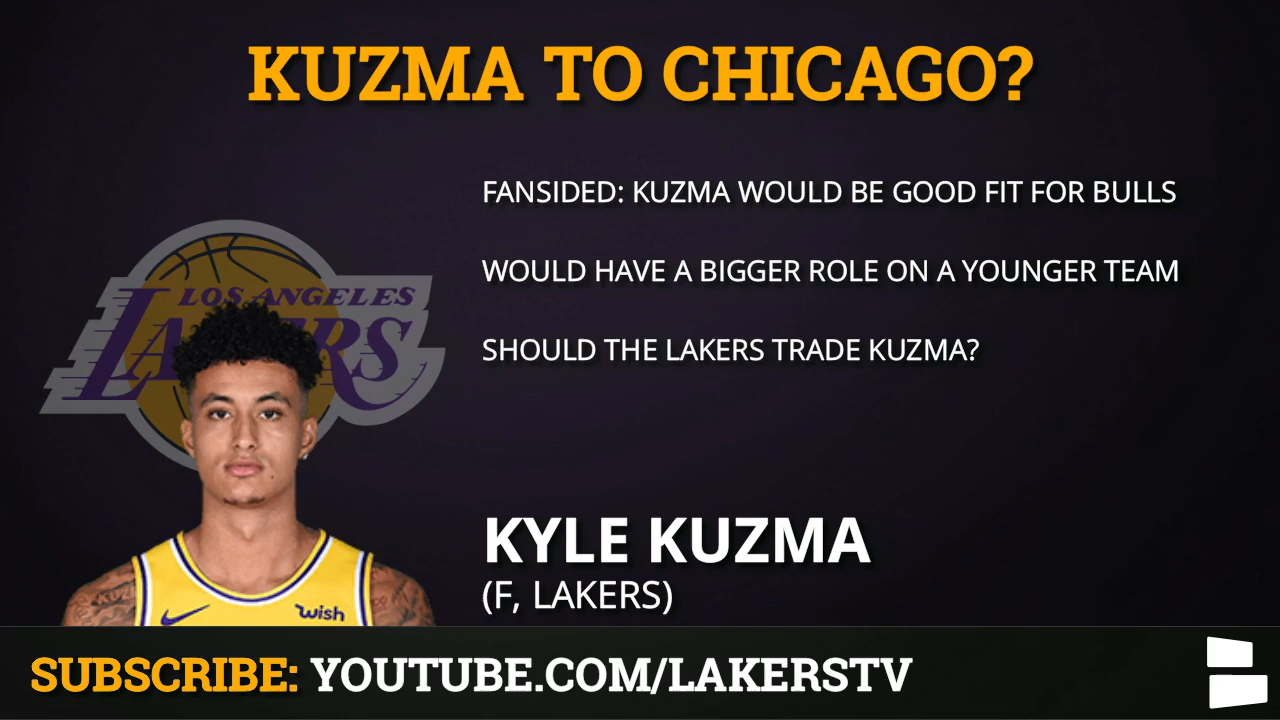 KUZMA TO CHICAGO?
FANSIDED: KUZMA WOULD BE GOOD FIT FOR BULLS
WOULD HAVE A BIGGER ROLE ON A YOUNGER TEAM
SHOULD THE LAKERS TRADE KUZMA?
LOS ANGELES
LAKERS
wish
KYLE KUZMA
(F, LAKERS)
SUBSCRIBE: YOUTUBE.COM/LAKERSTV